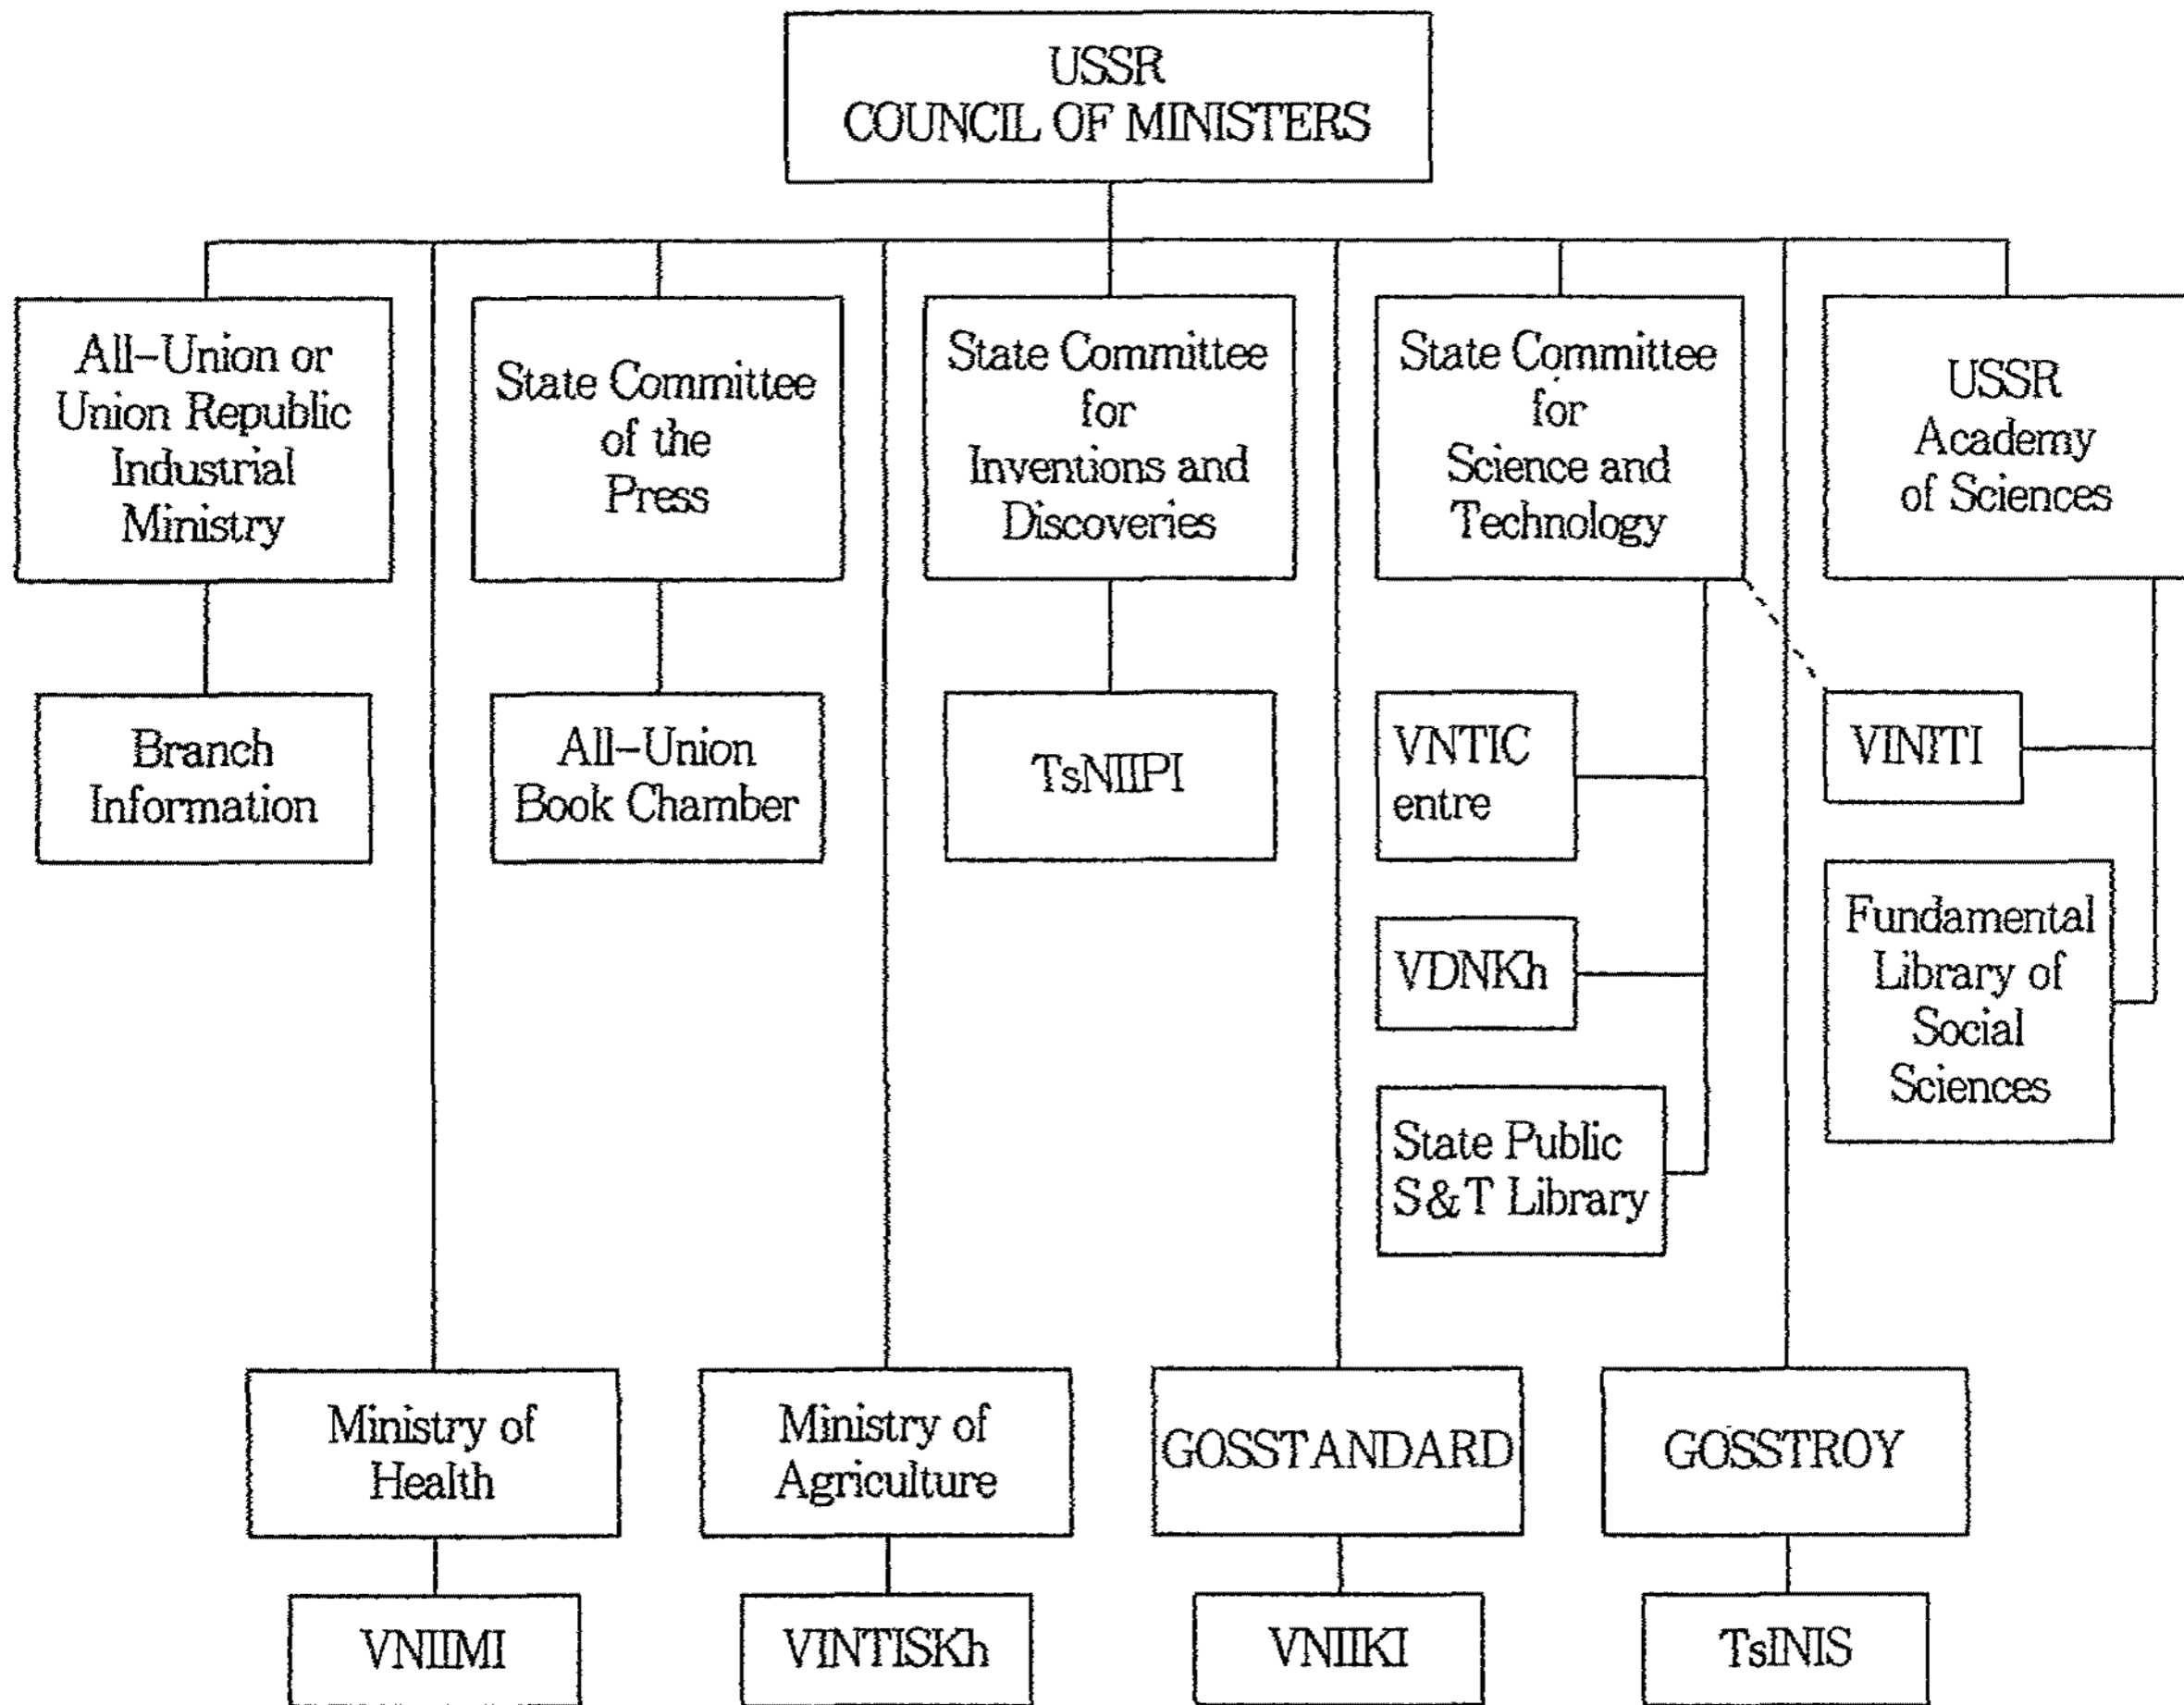 USSR
COUNCIL OF MINISTERS
All-Union or
Union Republic
Industrial
Ministry
State Committee
of the
Press
State Committee
for
Inventions and
Discoveries
State Committee
for
Science and
Technology
USSR
Academy
of Sciences
Branch
Information
All-Union
Book Chamber
TsNIIPI
VNTIC
entre
VINITI
VDNKh
Fundamental
Library of
Social
Sciences
State Public
S&T Library
Ministry of
Health
Ministry of
Agriculture
GOSSTANDARD
GOSSTROY
VNIIMI
VINTISKh
VNIIKI
TsINIS